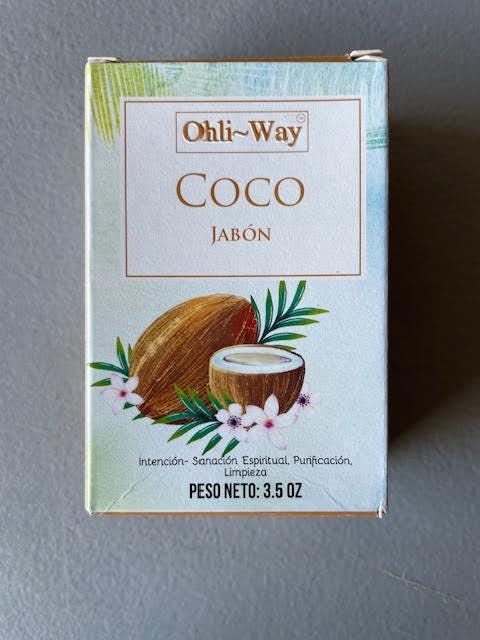 Ohli~Way
COCO
JABÓN
Intención- Sanación Espiritual, Purificación,
Limpieza
PESO NETO: 3.5 OZ